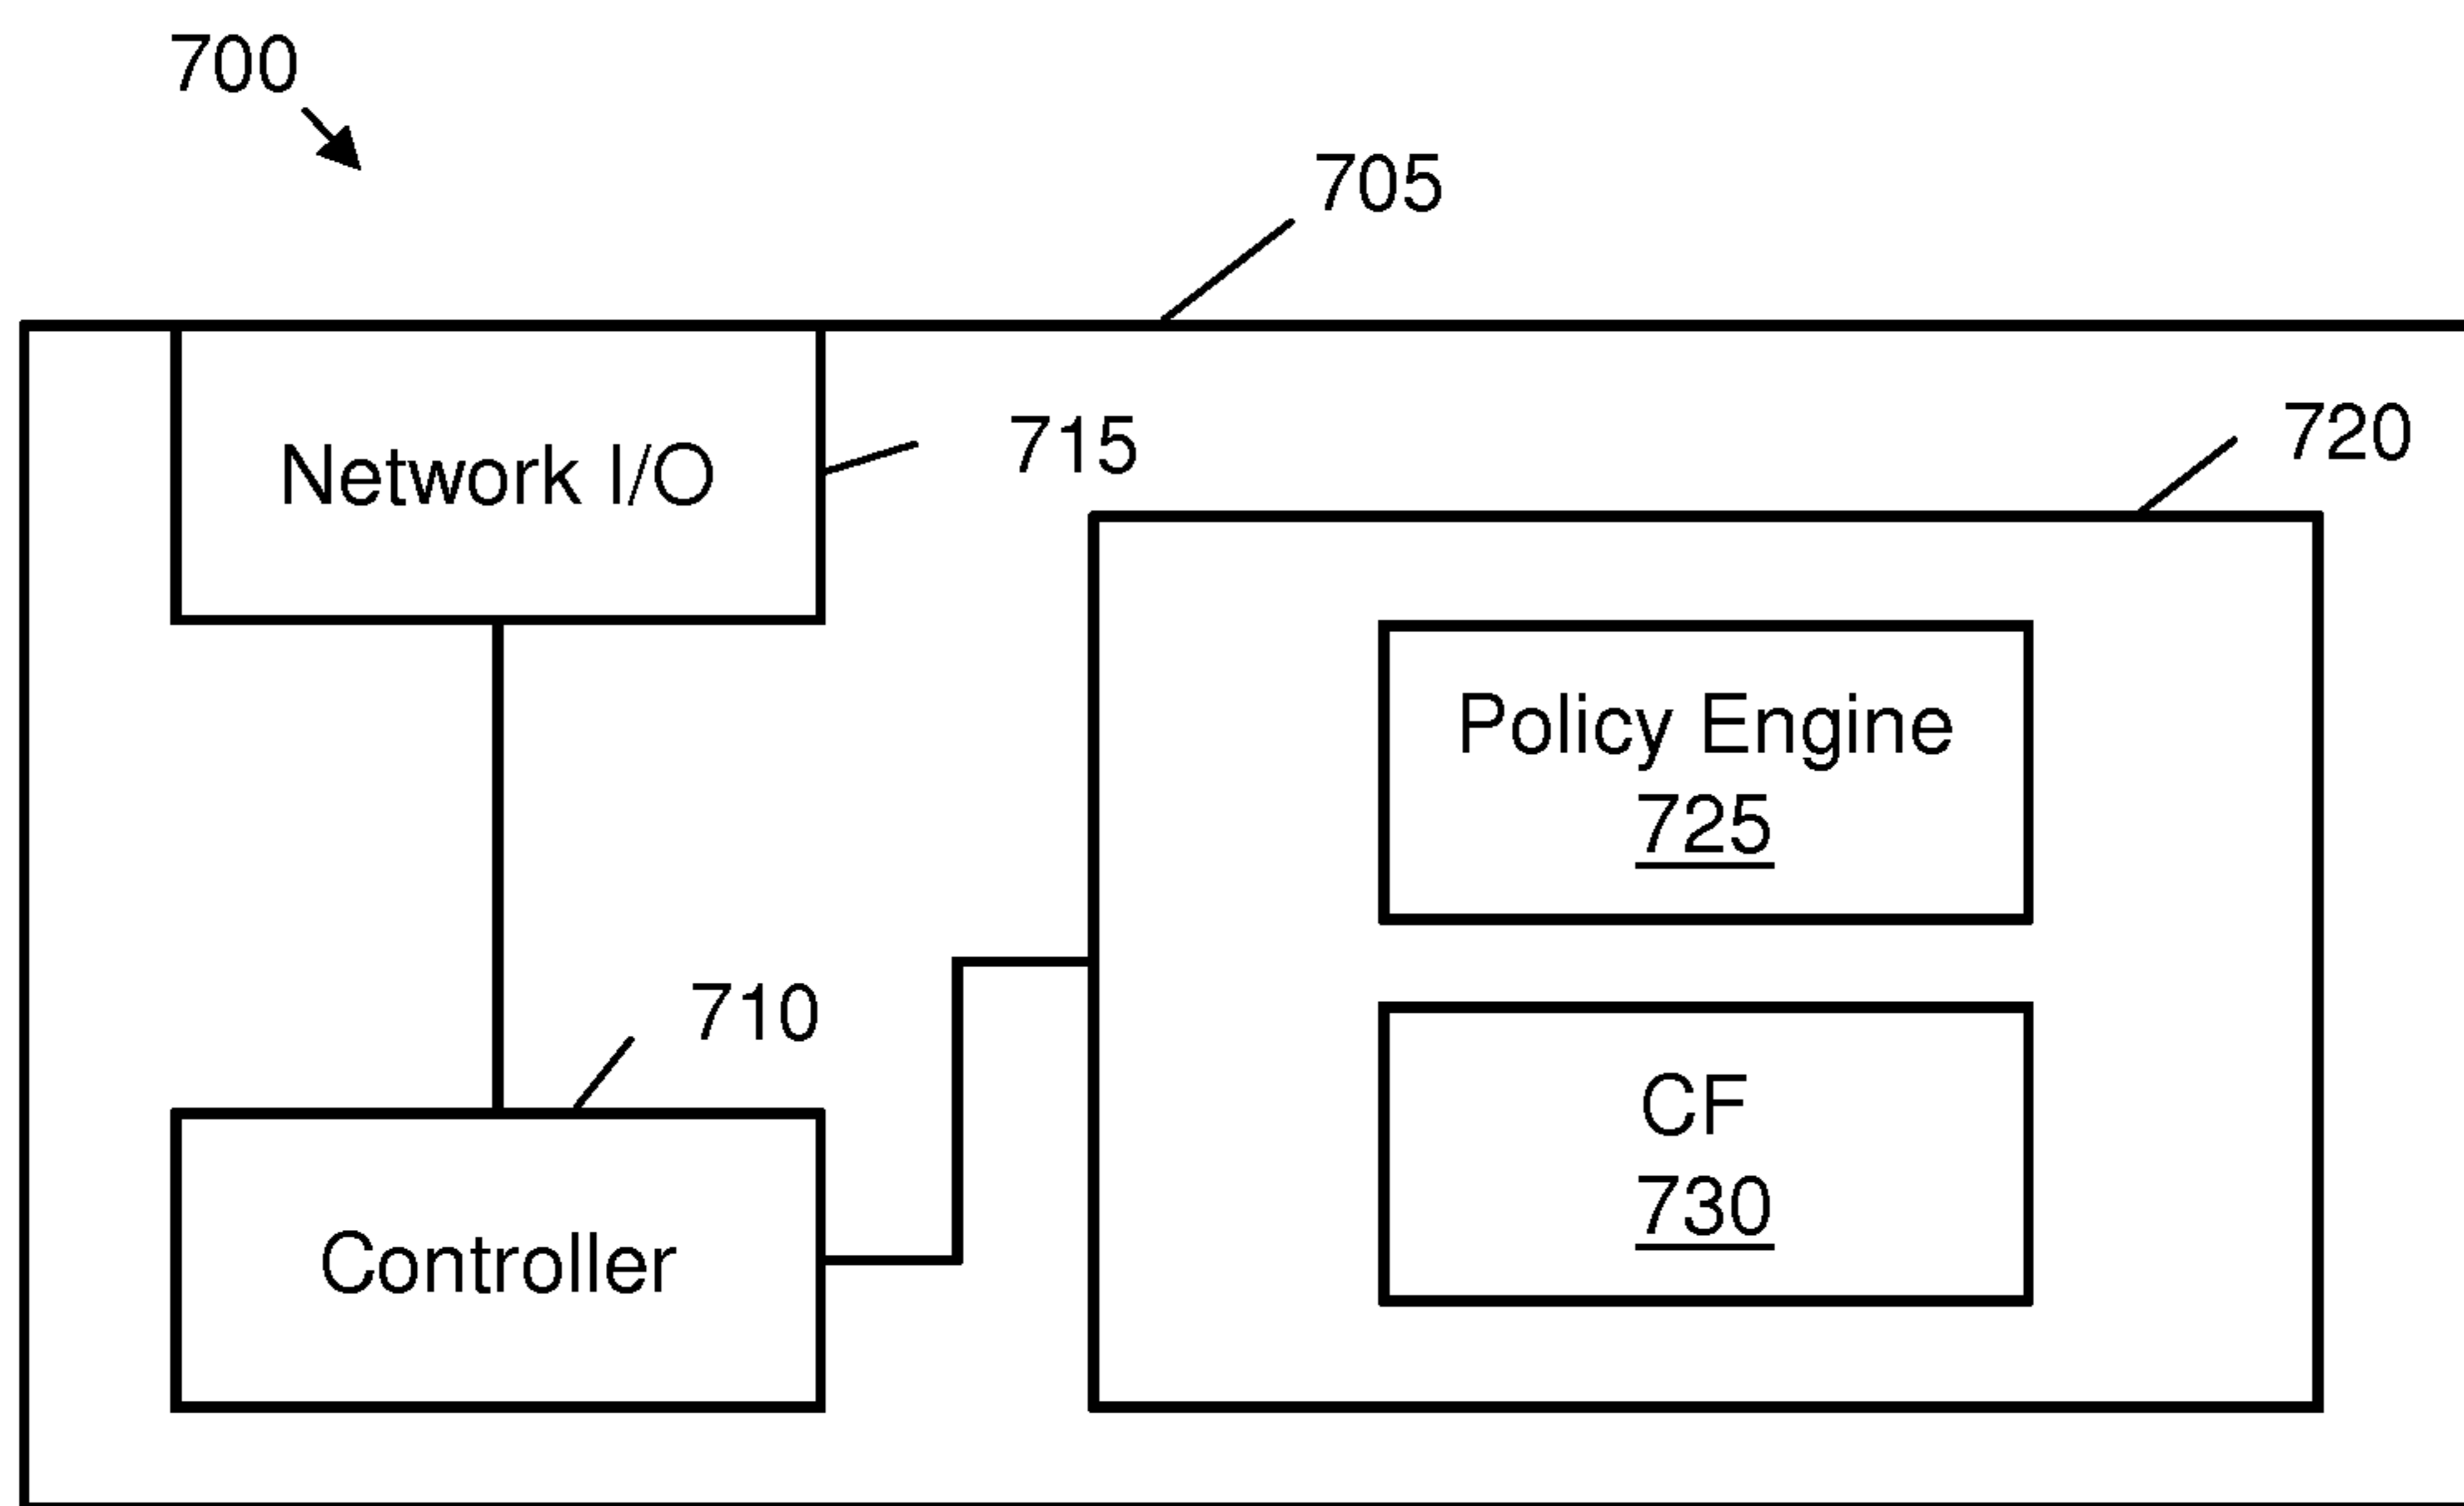 700
705
Network I/O
715
720
Policy Engine
725
710
CF
730
Controller